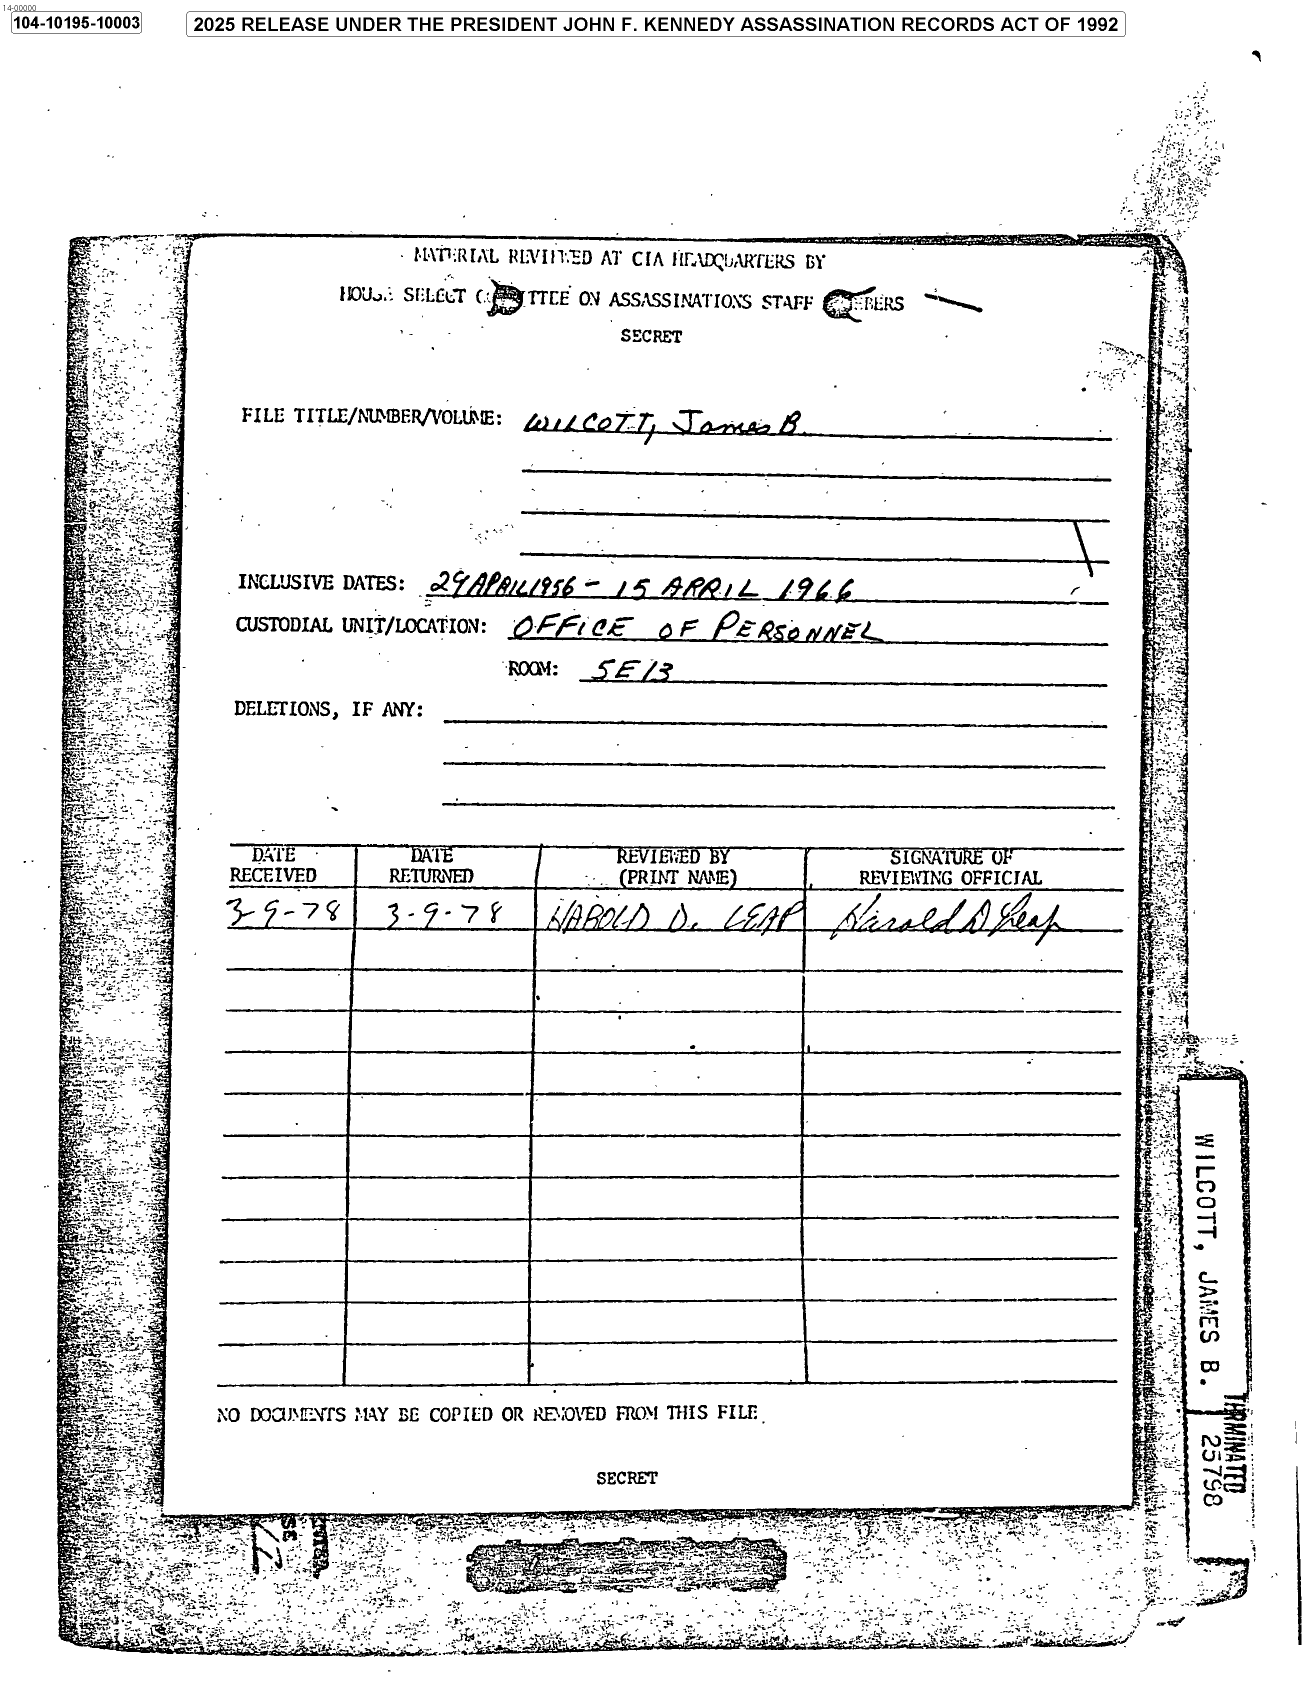 14-00000
104-10195-10003
2025 RELEASE UNDER THE PRESIDENT JOHN F. KENNEDY ASSASSINATION RECORDS ACT OF 1992
MATERIAL REVIEWED AT CIA HEADQUARTERS BY
HOUSE SELECT TTEE ON ASSASSINATIONS STAFF BERS
SECRET
FILE TITLE/NUMBER/VOLUME: WILCOTT, James B.
INCLUSIVE DATES: 29 APRIL 1956 - 15 APRIL 1966
CUSTODIAL UNIT/LOCATION: OFFICE OF PERSONNEL
ROOM: 5E13
DELETIONS, IF ANY:
DATE RECEIVED DATE RETURNED REVIEWED BY (PRINT NAME) SIGNATURE OF REVIEWING OFFICIAL
3-9-78 3-9-78 HAROLD D. LEAP Harold D Leap
NO DOCUMENTS MAY BE COPIED OR REMOVED FROM THIS FILE
SECRET
WILCOTT, JAMES B. 25798
TERMINATED